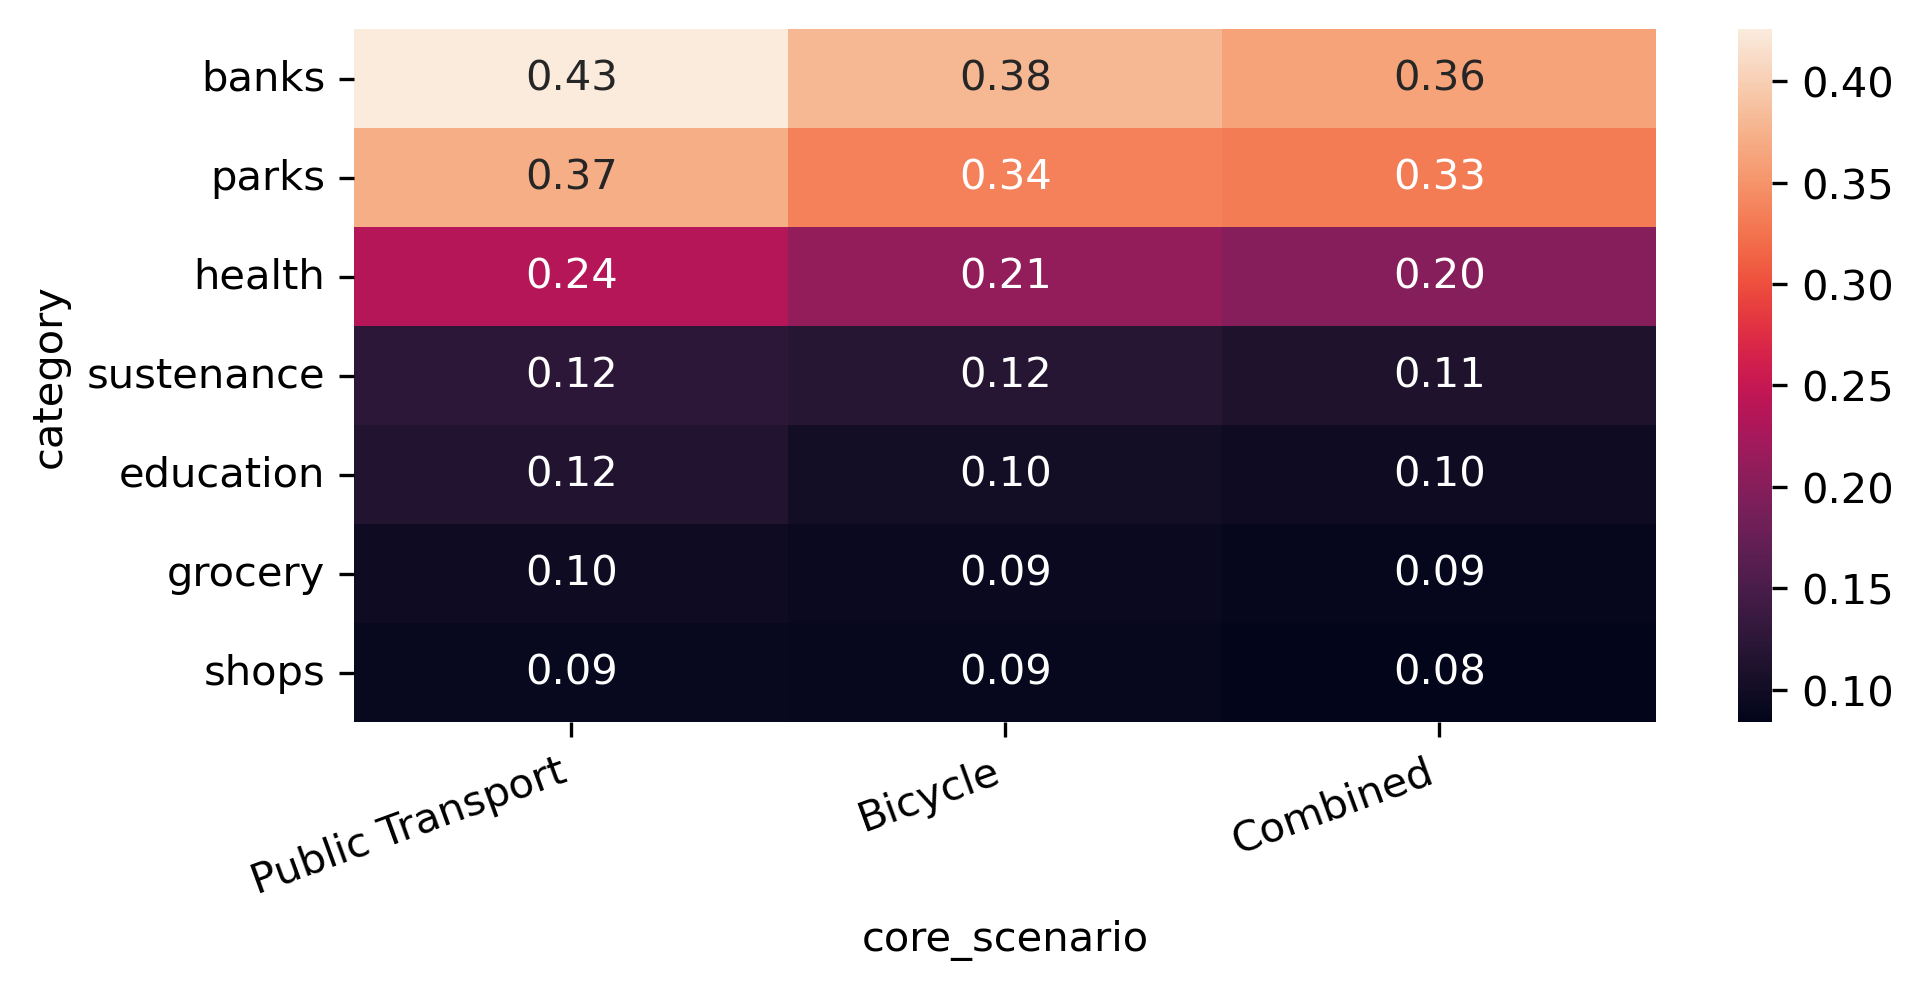 banks 0.43 0.38 0.36 0.40
parks 0.37 0.34 0.33 0.35
health 0.24 0.21 0.20 0.30
sustenance 0.12 0.12 0.11 0.25
education 0.12 0.10 0.10 0.20
grocery 0.10 0.09 0.09 0.15
shops 0.09 0.09 0.08 0.10
category
Public Transport Bicycle Combined
core_scenario